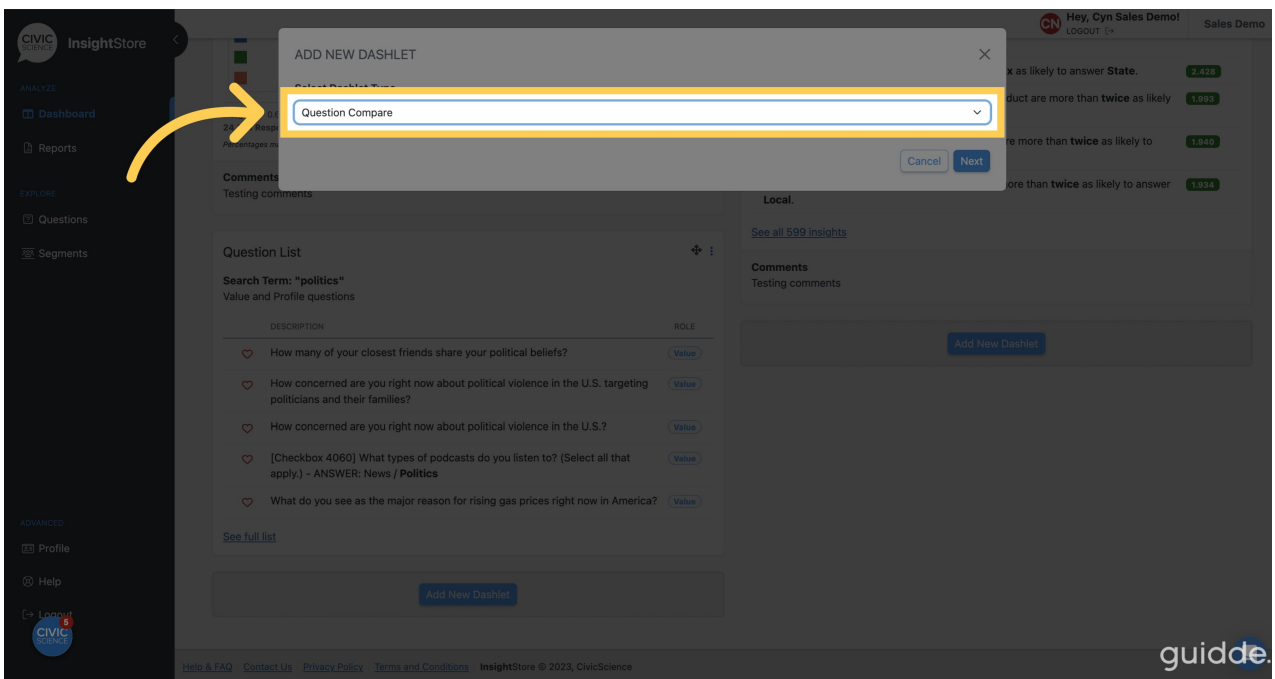 CIVIC
SCIENCE
InsightStore
Hey, Cyn Sales Demo!
CN
LOGOUT
Sales Demo
ANALYZE
Dashboard
Reports
EXPLORE
Questions
Segments
ADVANCED
Profile
Help
Logout
5
CIVIC
SCIENCE
ADD NEW DASHLET
Select Dashlet Type
Question Compare
Cancel
Next
Comments
Testing comments
Question List
Search Term: "politics"
Value and Profile questions
DESCRIPTION
ROLE
How many of your closest friends share your political beliefs?
Value
How concerned are you right now about political violence in the U.S. targeting
politicians and their families?
Value
How concerned are you right now about political violence in the U.S.?
Value
[Checkbox 4060] What types of podcasts do you listen to? (Select all that
apply.) - ANSWER: News / Politics
Value
What do you see as the major reason for rising gas prices right now in America?
Value
See full list
Add New Dashlet
as likely to answer State.
2.428
are more than twice as likely
1.993
more than twice as likely to
1.940
than twice as likely to answer
Local.
1.934
See all 599 insights
Comments
Testing comments
Add New Dashlet
Help & FAQ Contact Us Privacy Policy Terms and Conditions InsightStore © 2023, CivicScience
guidde.